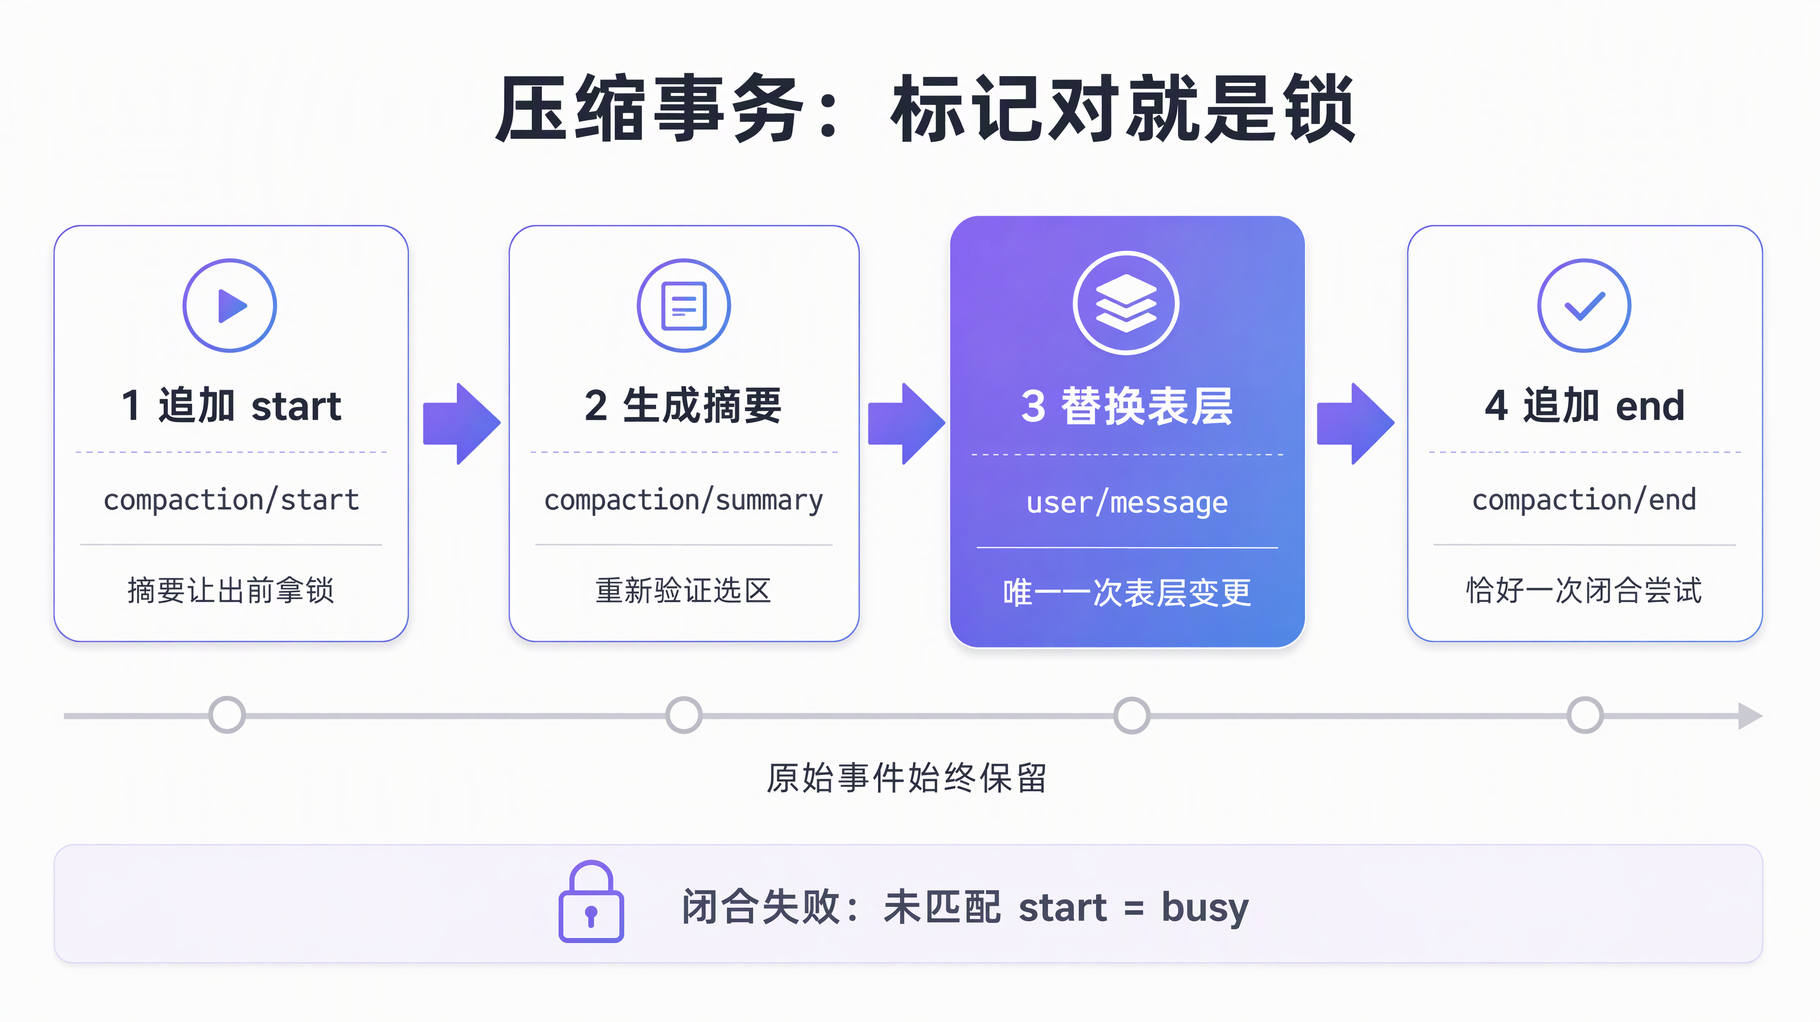 压缩事务：标记对就是锁
1 追加 start
compaction/start
摘要让出前拿锁
2 生成摘要
compaction/summary
重新验证选区
3 替换表层
user/message
唯一一次表层变更
4 追加 end
compaction/end
恰好一次闭合尝试
原始事件始终保留
闭合失败：未匹配 start = busy